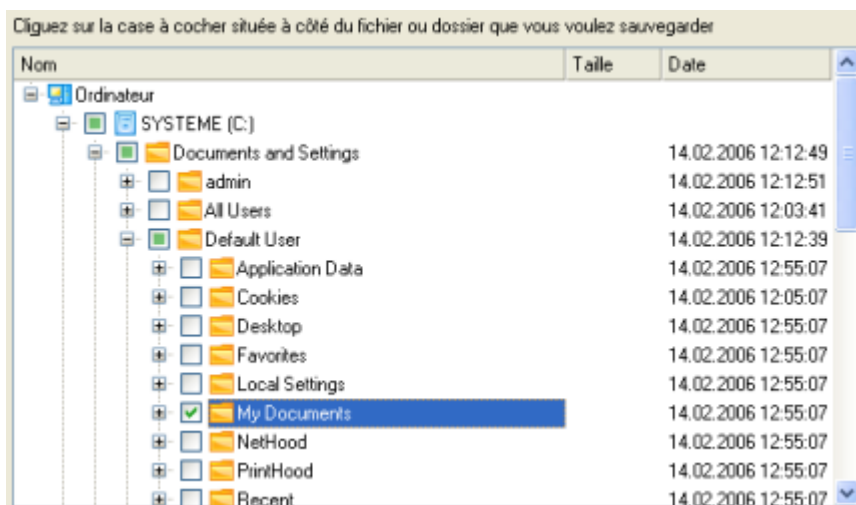 Cliquez sur la case à cocher située à côté du fichier ou dossier que vous voulez sauvegarder
Nom Taille Date
Ordinateur
SYSTEME (C:)
Documents and Settings 14.02.2006 12:12:49
admin 14.02.2006 12:12:51
All Users 14.02.2006 12:03:41
Default User 14.02.2006 12:12:39
Application Data 14.02.2006 12:55:07
Cookies 14.02.2006 12:05:07
Desktop 14.02.2006 12:55:07
Favorites 14.02.2006 12:55:07
Local Settings 14.02.2006 12:55:07
My Documents 14.02.2006 12:55:07
NetHood 14.02.2006 12:55:07
PrintHood 14.02.2006 12:55:07
Recent 14.02.2006 12:55:07